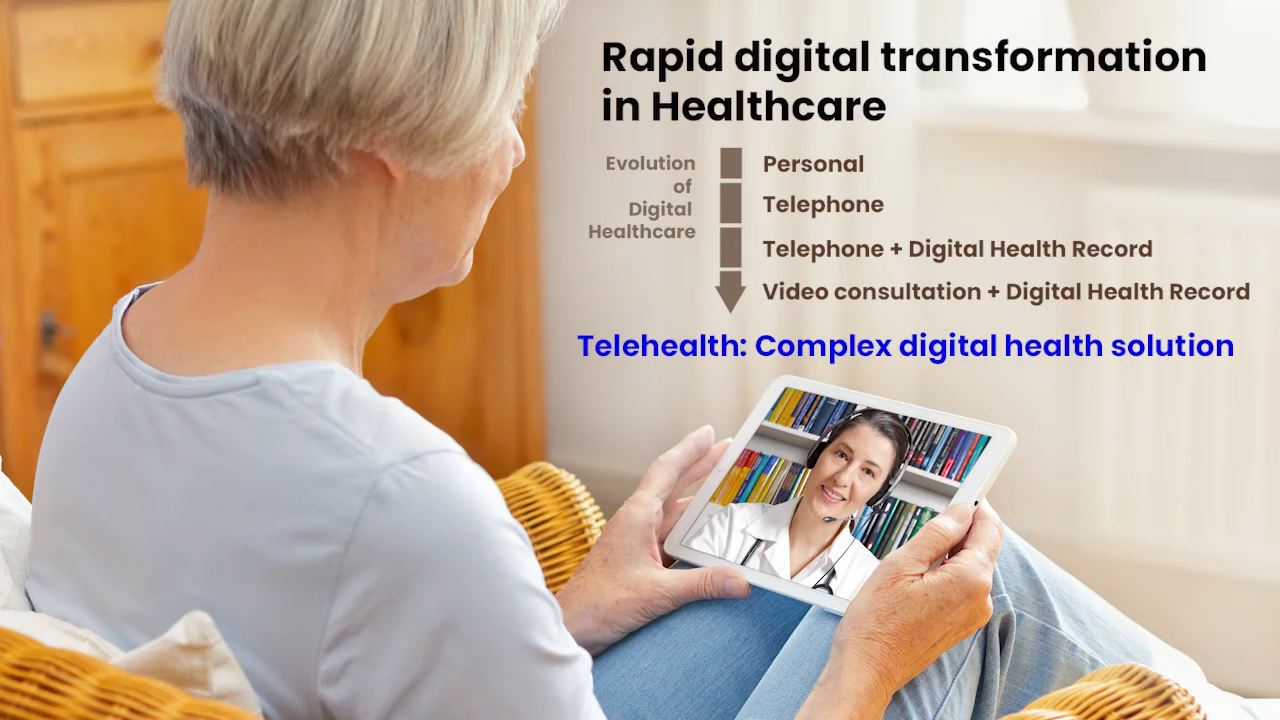 Rapid digital transformation
in Healthcare
Evolution
of
Digital
Healthcare
Personal
Telephone
Telephone + Digital Health Record
Video consultation + Digital Health Record
Telehealth: Complex digital health solution